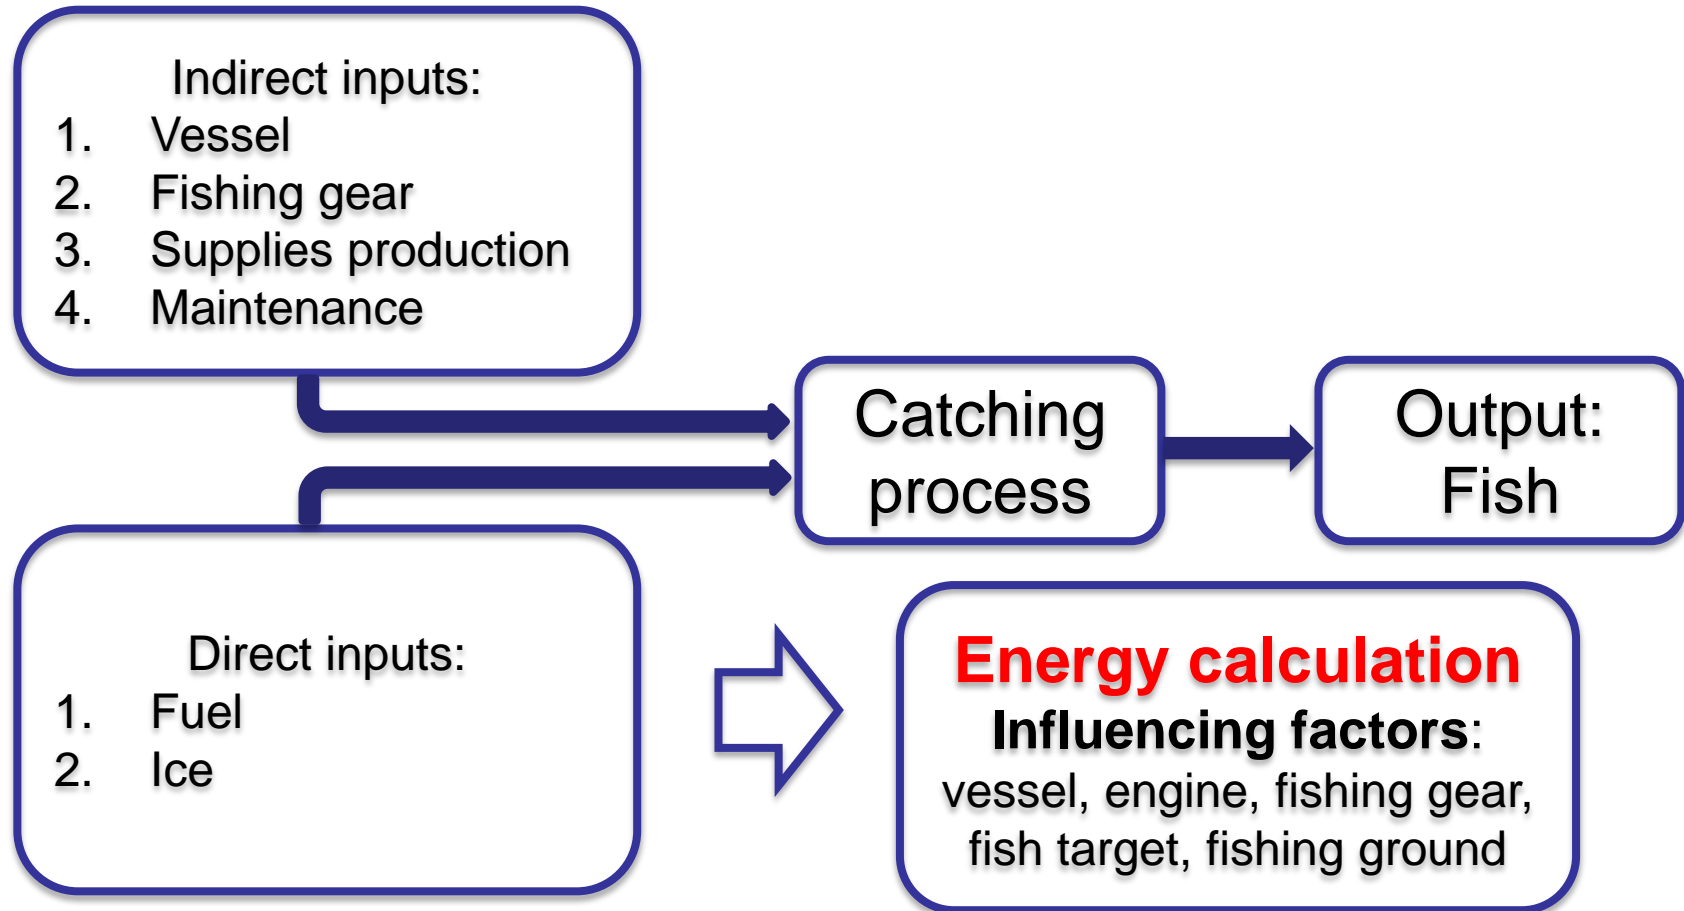 Indirect inputs:
1. Vessel
2. Fishing gear
3. Supplies production
4. Maintenance
Catching
process
Output:
Fish
Direct inputs:
1. Fuel
2. Ice
Energy calculation
Influencing factors:
vessel, engine, fishing gear,
fish target, fishing ground